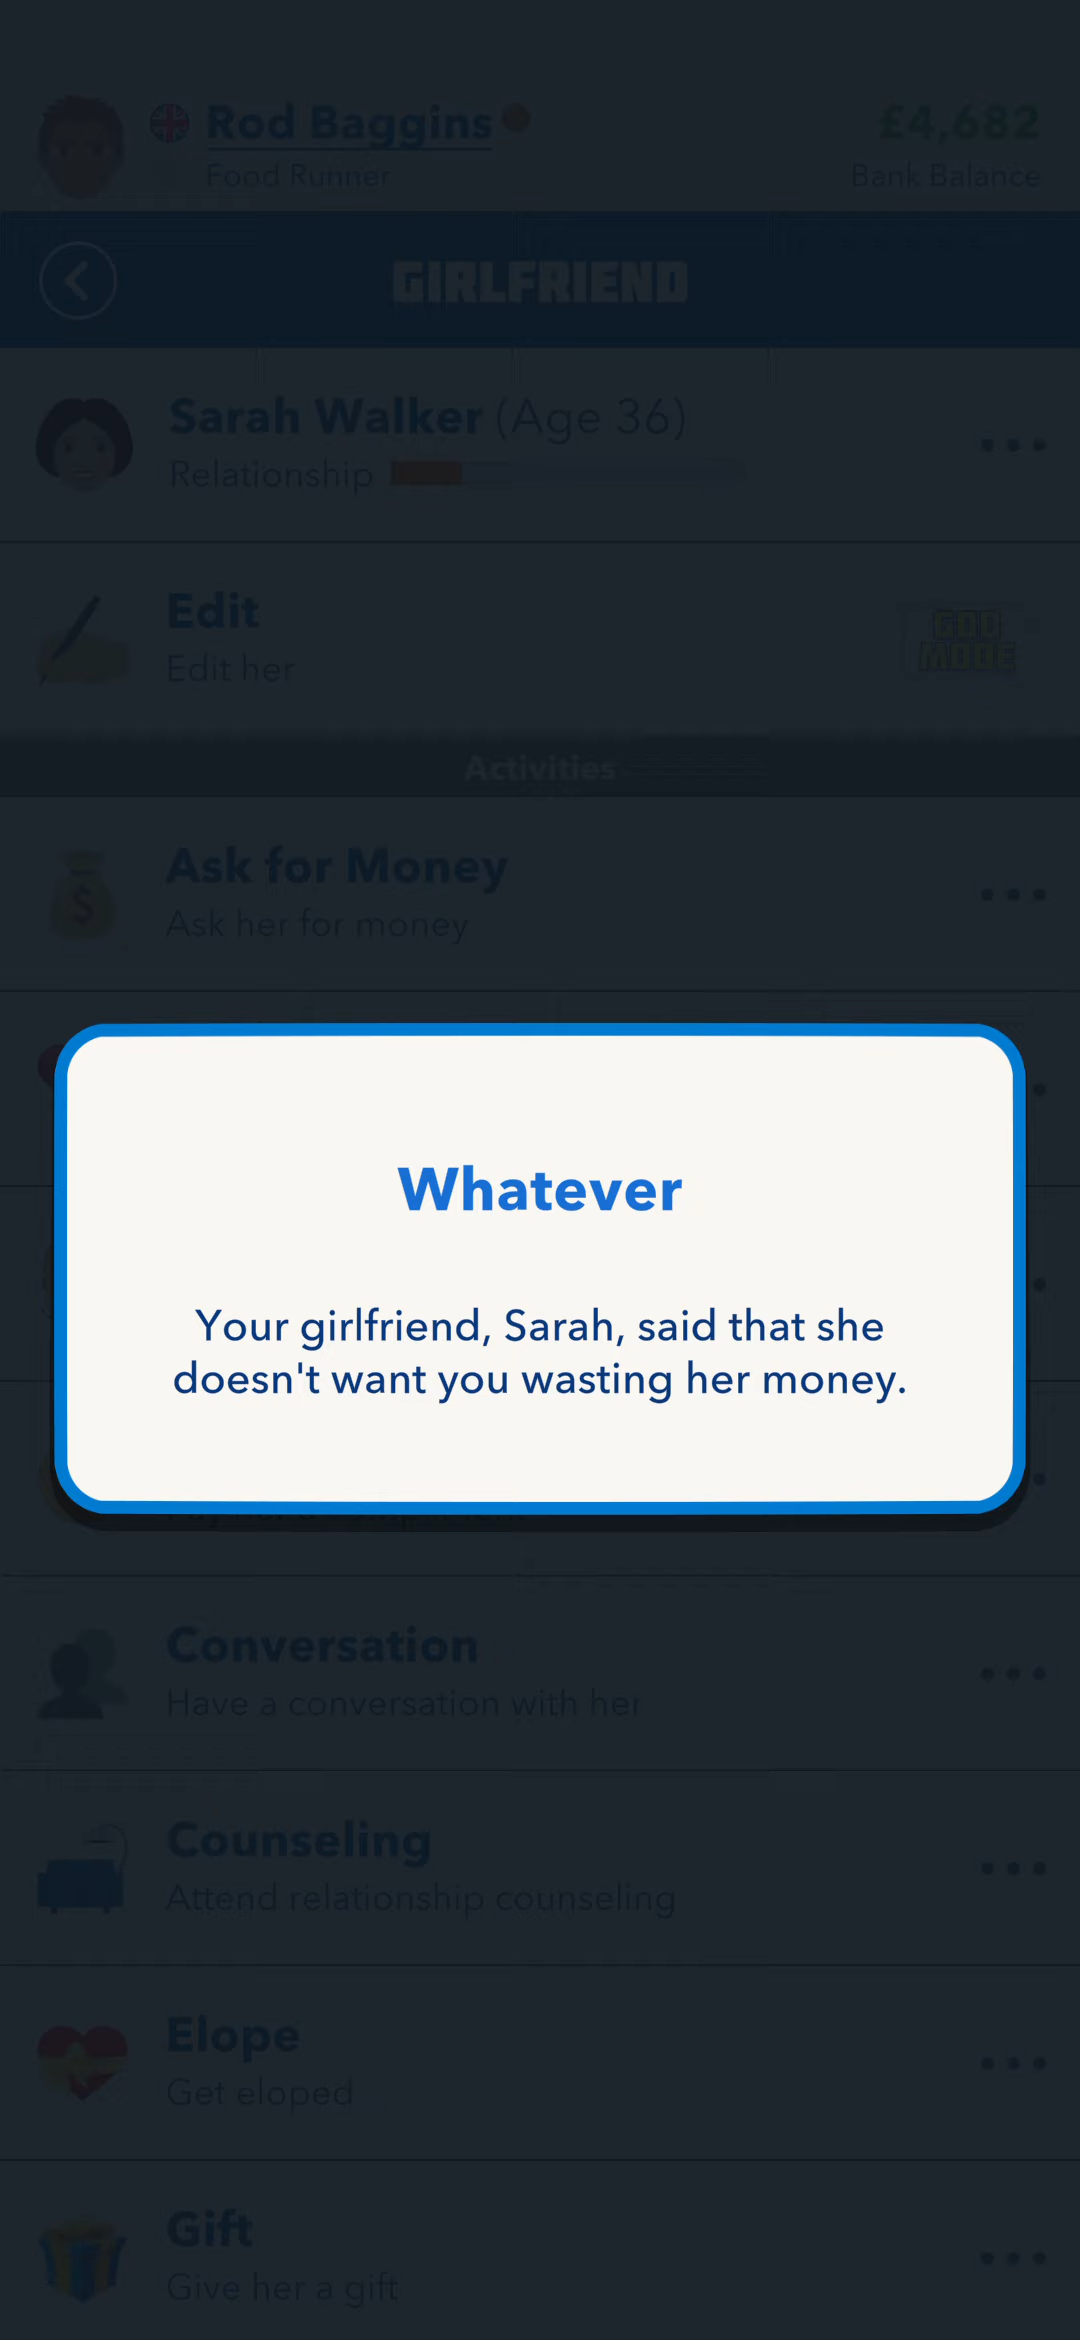 Rod Baggins
£4,682
Food Runner
Bank Balance
GIRLFRIEND
Sarah Walker (Age 36)
Relationship
Edit
Edit her
GOD
MODE
Activities
Ask for Money
Ask her for money
$
Whatever
Your girlfriend, Sarah, said that she
doesn't want you wasting her money.
Conversation
Have a conversation with her
Counseling
Attend relationship counseling
Elope
Get eloped
Gift
Give her a gift